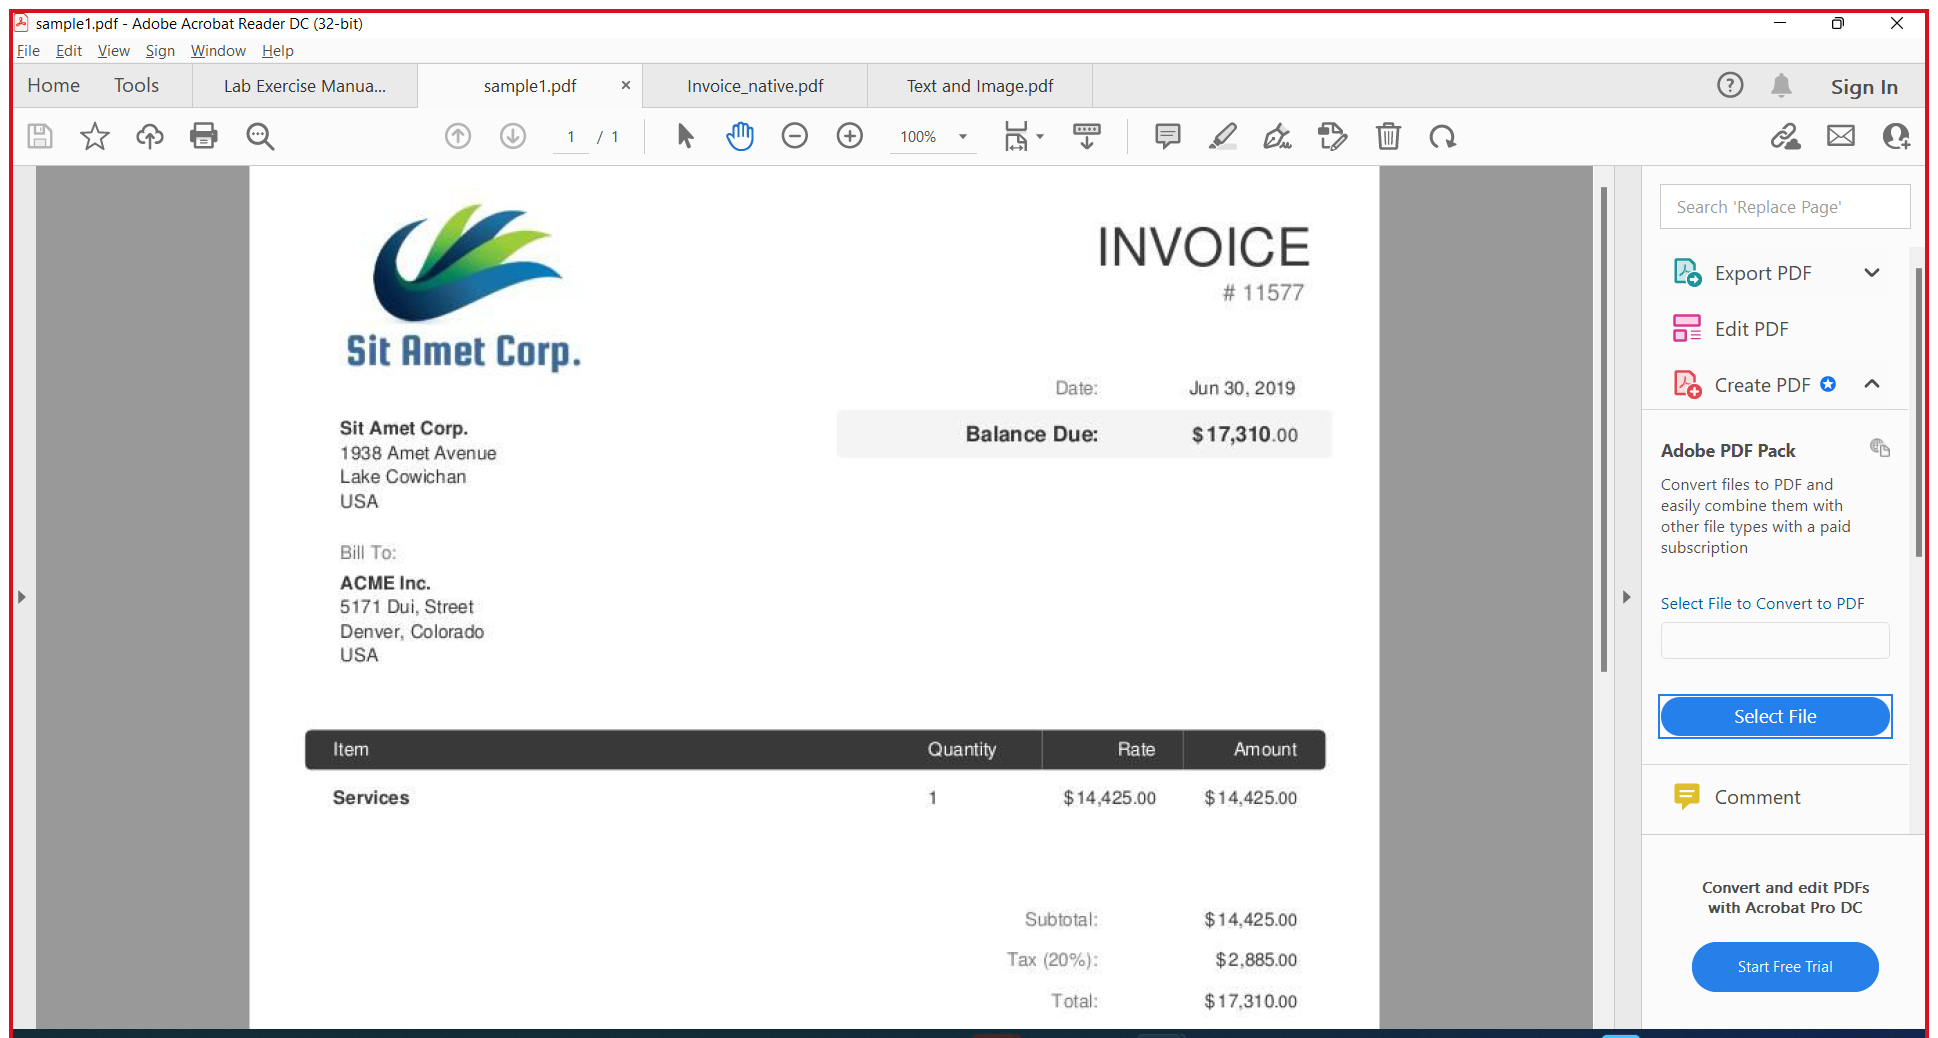 sample1.pdf - Adobe Acrobat Reader DC (32-bit)
File Edit View Sign Window Help
Home Tools Lab Exercise Manua... sample1.pdf × Invoice_native.pdf Text and Image.pdf Sign In
1 / 1 100%
Sit Amet Corp.
INVOICE
# 11577
Date: Jun 30, 2019
Balance Due: $17,310.00
Sit Amet Corp.
1938 Amet Avenue
Lake Cowichan
USA
Bill To:
ACME Inc.
5171 Dui, Street
Denver, Colorado
USA
Item Quantity Rate Amount
Services 1 $14,425.00 $14,425.00
Subtotal: $14,425.00
Tax (20%): $2,885.00
Total: $17,310.00
Search 'Replace Page'
Export PDF
Edit PDF
Create PDF
Adobe PDF Pack
Convert files to PDF and
easily combine them with
other file types with a paid
subscription
Select File to Convert to PDF
Select File
Comment
Convert and edit PDFs
with Acrobat Pro DC
Start Free Trial